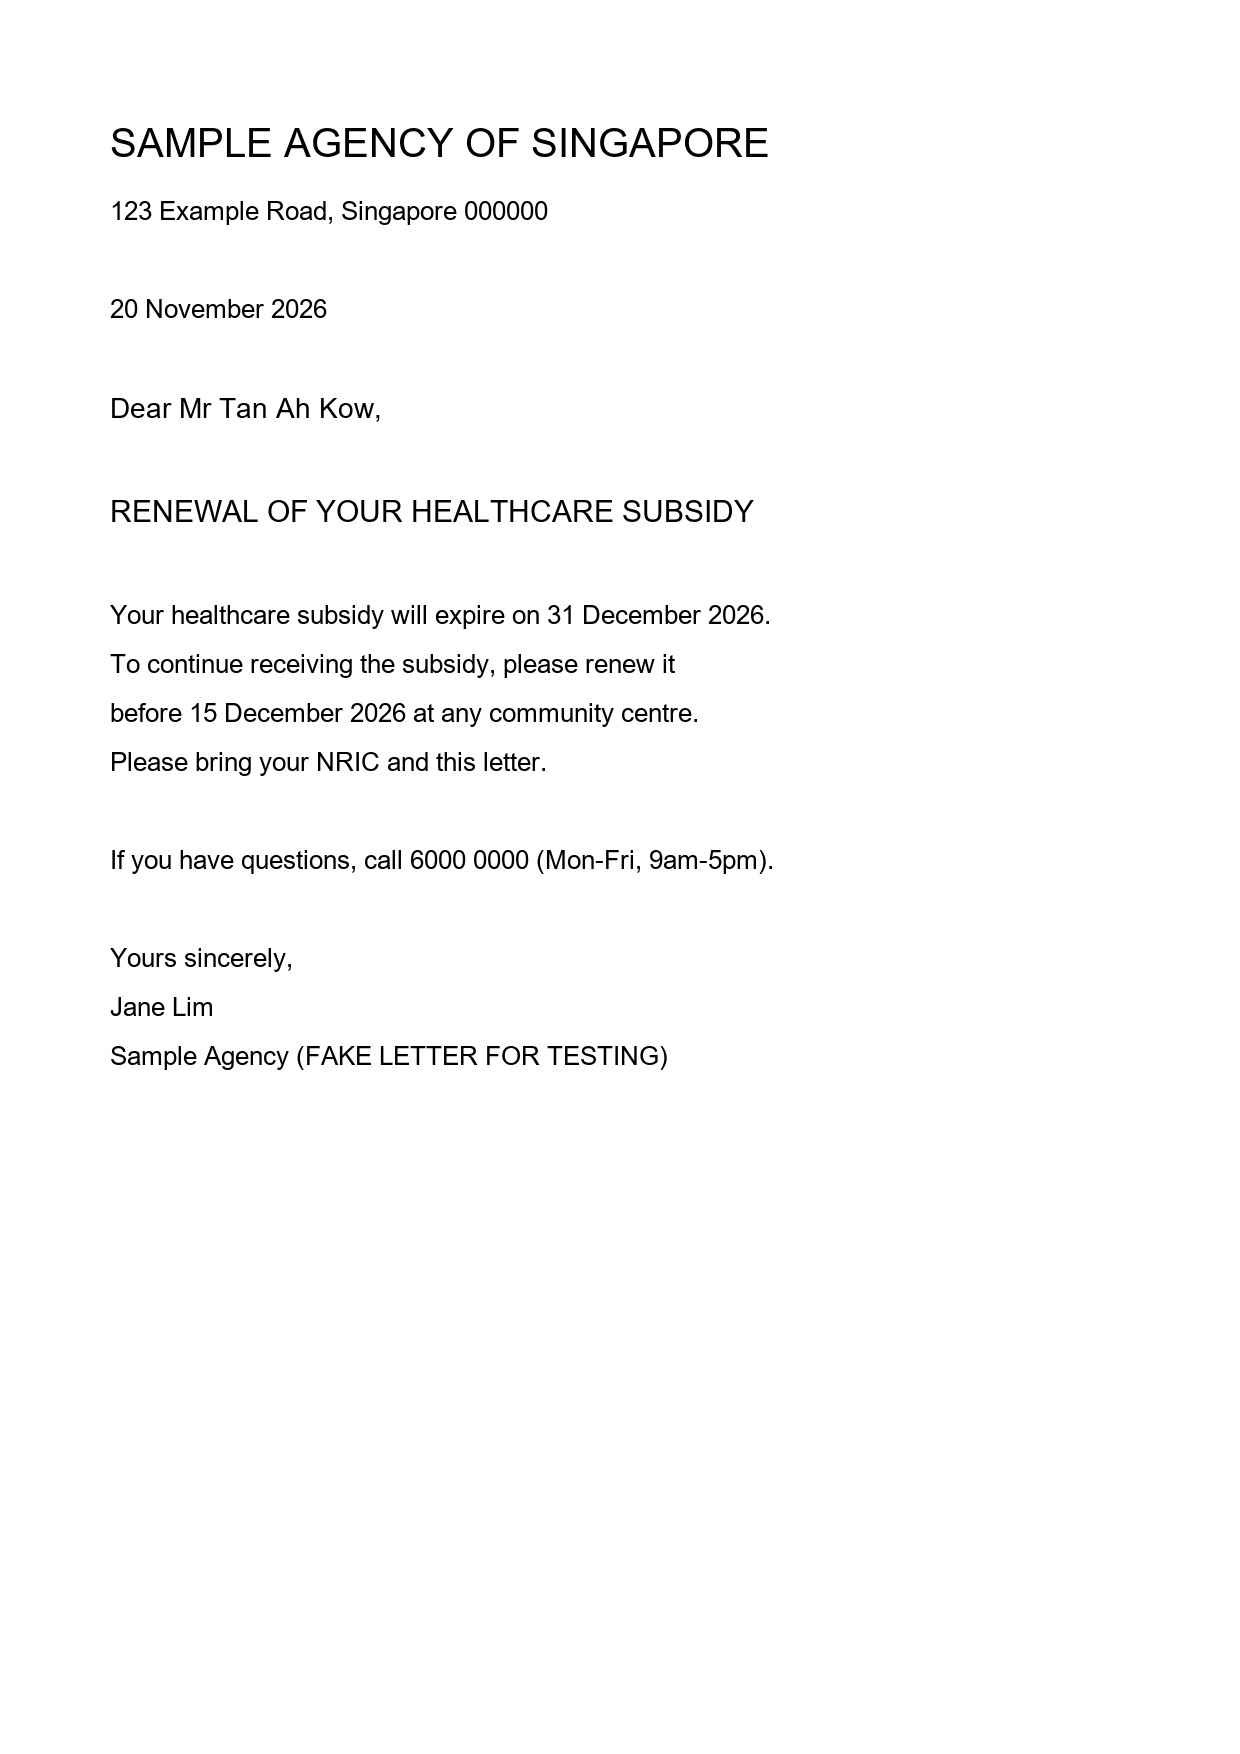 SAMPLE AGENCY OF SINGAPORE
123 Example Road, Singapore 000000
20 November 2026
Dear Mr Tan Ah Kow,
RENEWAL OF YOUR HEALTHCARE SUBSIDY
Your healthcare subsidy will expire on 31 December 2026.
To continue receiving the subsidy, please renew it
before 15 December 2026 at any community centre.
Please bring your NRIC and this letter.
If you have questions, call 6000 0000 (Mon-Fri, 9am-5pm).
Yours sincerely,
Jane Lim
Sample Agency (FAKE LETTER FOR TESTING)